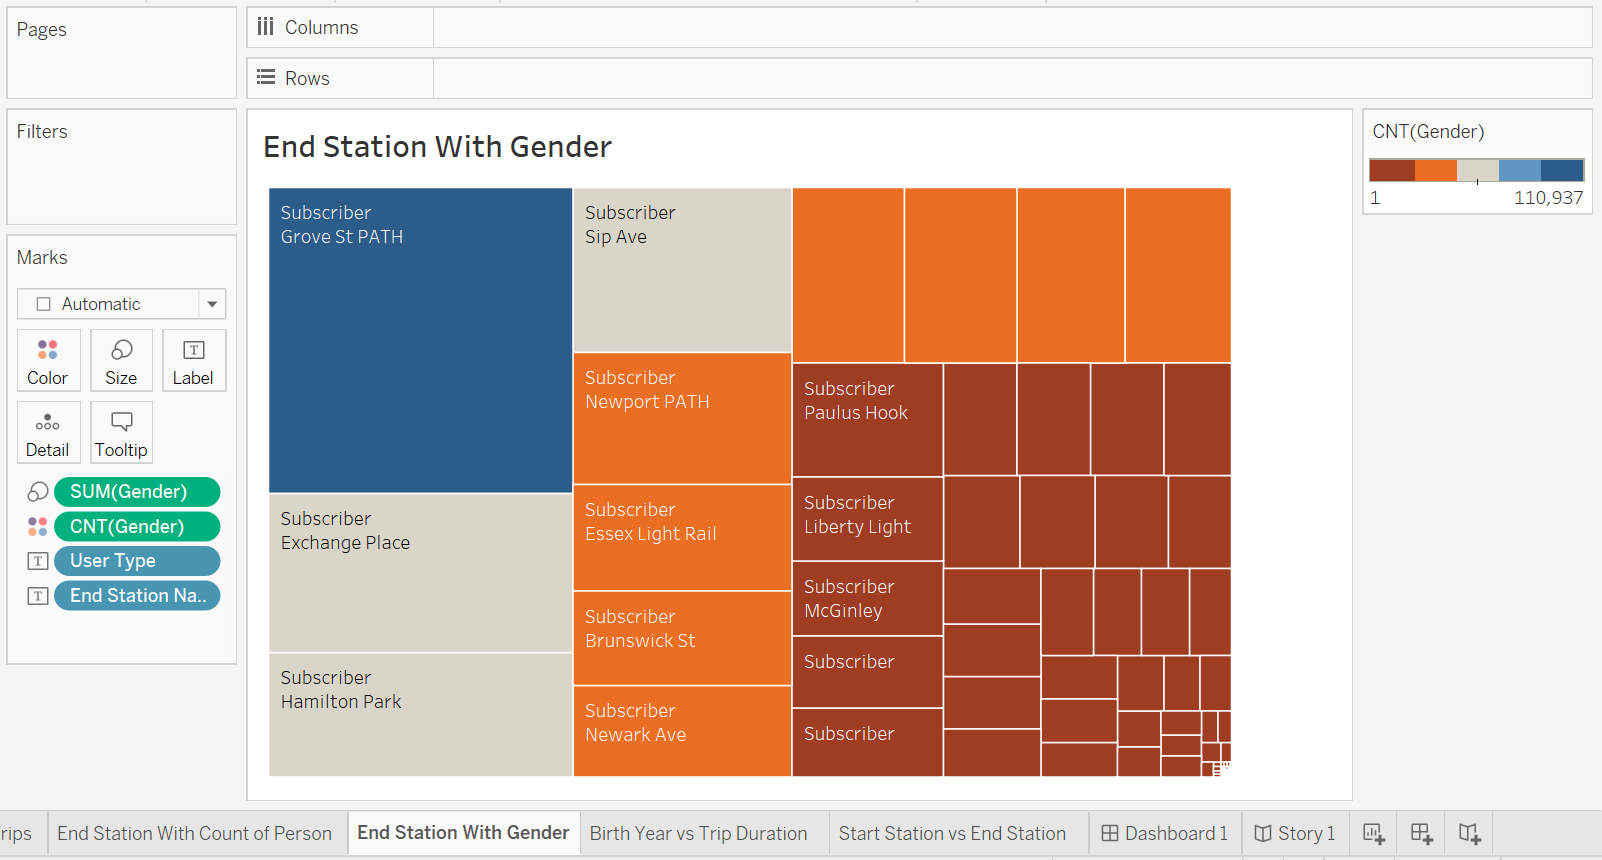 Pages
Columns
Rows
Filters
Marks
Automatic
Color
Size
Label
Detail
Tooltip
SUM(Gender)
CNT(Gender)
User Type
End Station Na..
End Station With Gender
Subscriber
Grove St PATH
Subscriber
Exchange Place
Subscriber
Hamilton Park
Subscriber
Sip Ave
Subscriber
Newport PATH
Subscriber
Essex Light Rail
Subscriber
Brunswick St
Subscriber
Newark Ave
Subscriber
Paulus Hook
Subscriber
Liberty Light
Subscriber
McGinley
Subscriber
Subscriber
CNT(Gender)
1 110,937
rips
End Station With Count of Person
End Station With Gender
Birth Year vs Trip Duration
Start Station vs End Station
Dashboard 1
Story 1